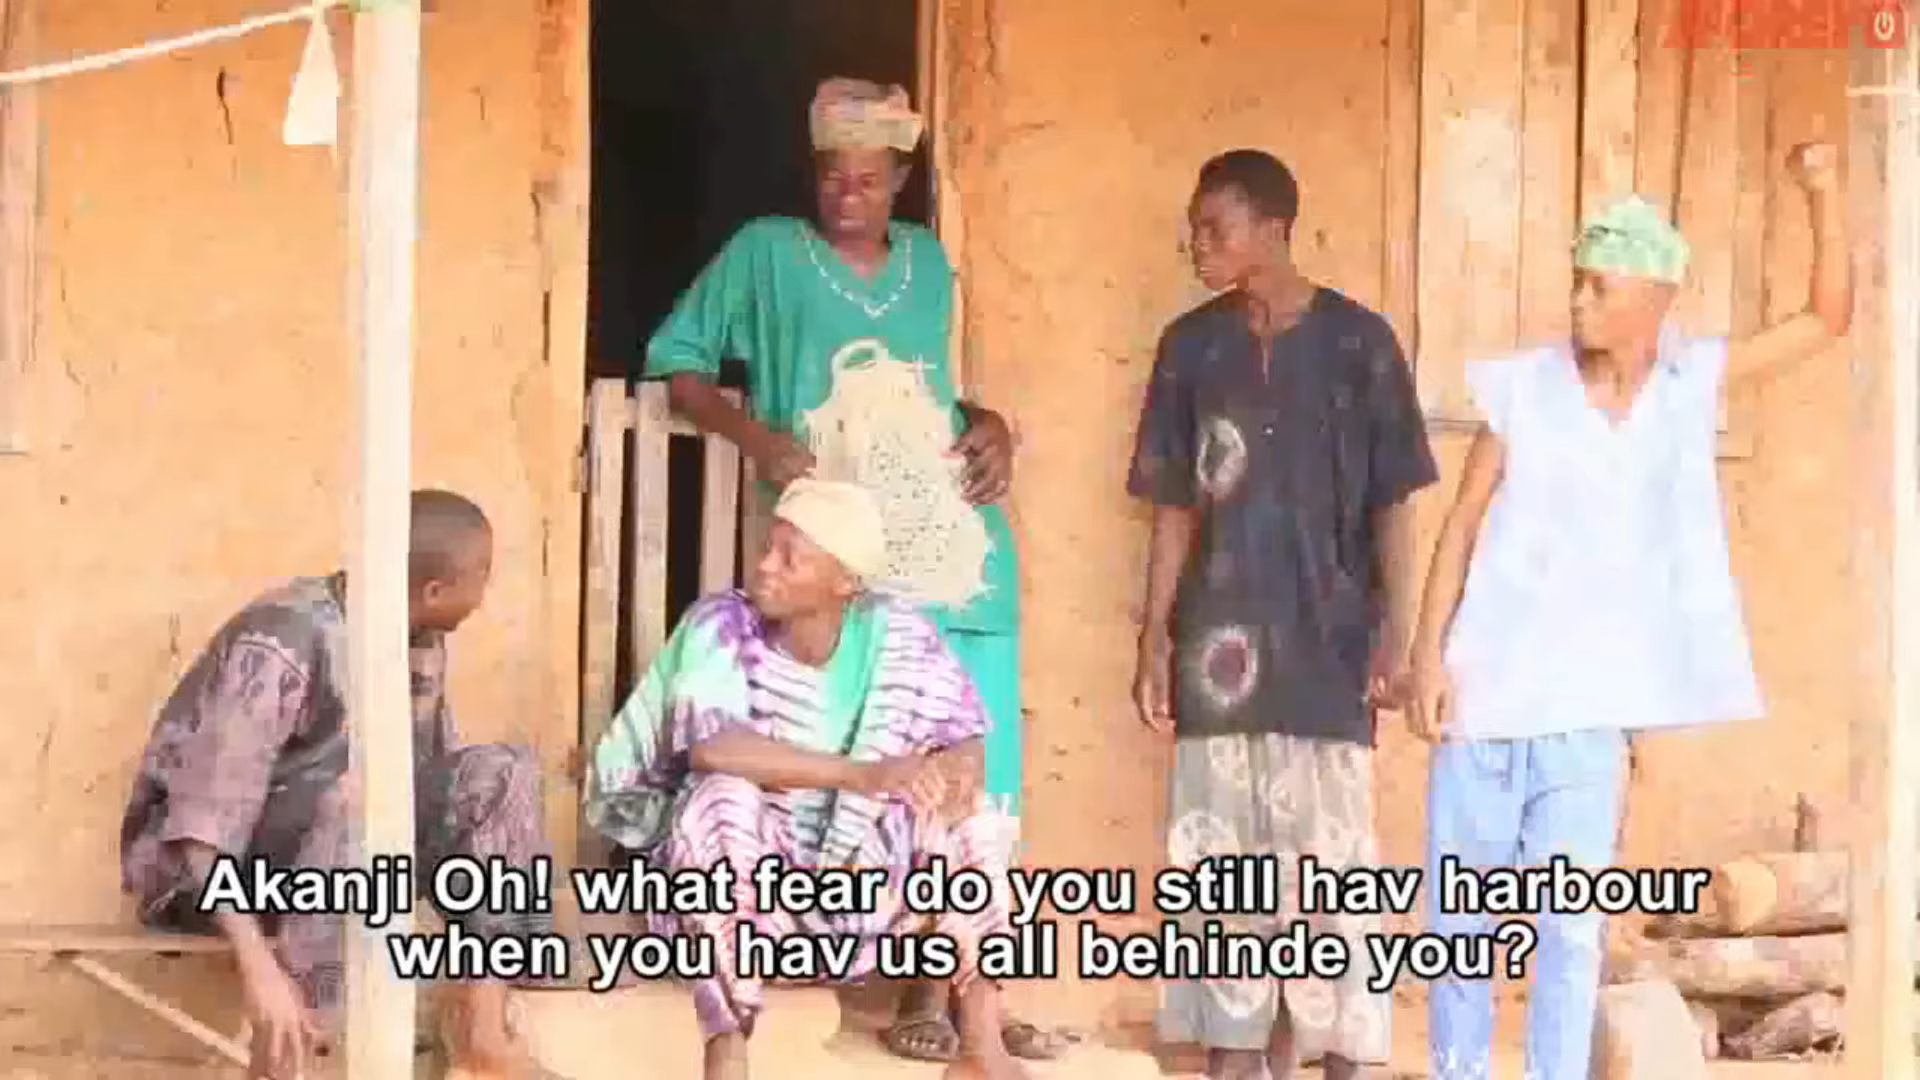 Akanji Oh! what fear do you still hav harbour
when you hav us all behinde you?